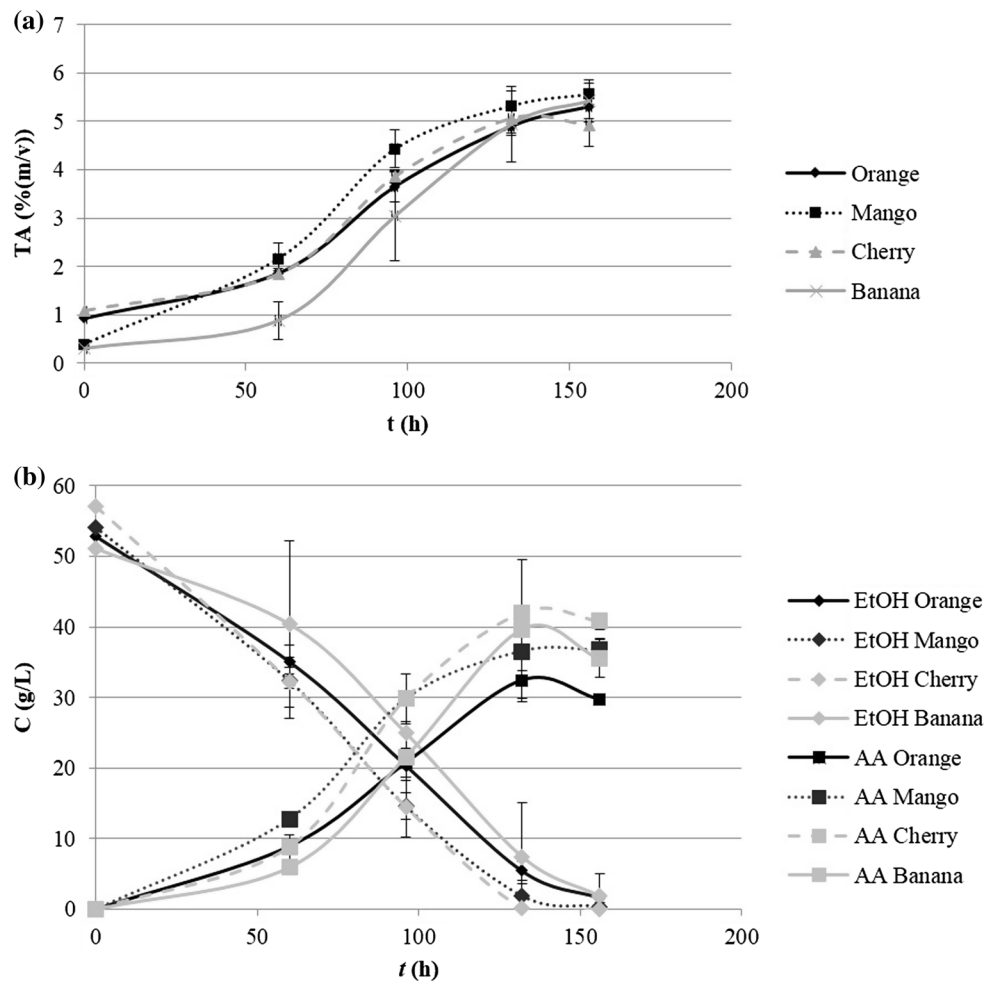 (a)
TA (%(m/v))
7
6
5
4
3
2
1
0
0 50 100 150 200
t (h)
Orange
Mango
Cherry
Banana
(b)
C (g/L)
60
50
40
30
20
10
0
0 50 100 150 200
t (h)
EtOH Orange
EtOH Mango
EtOH Cherry
EtOH Banana
AA Orange
AA Mango
AA Cherry
AA Banana